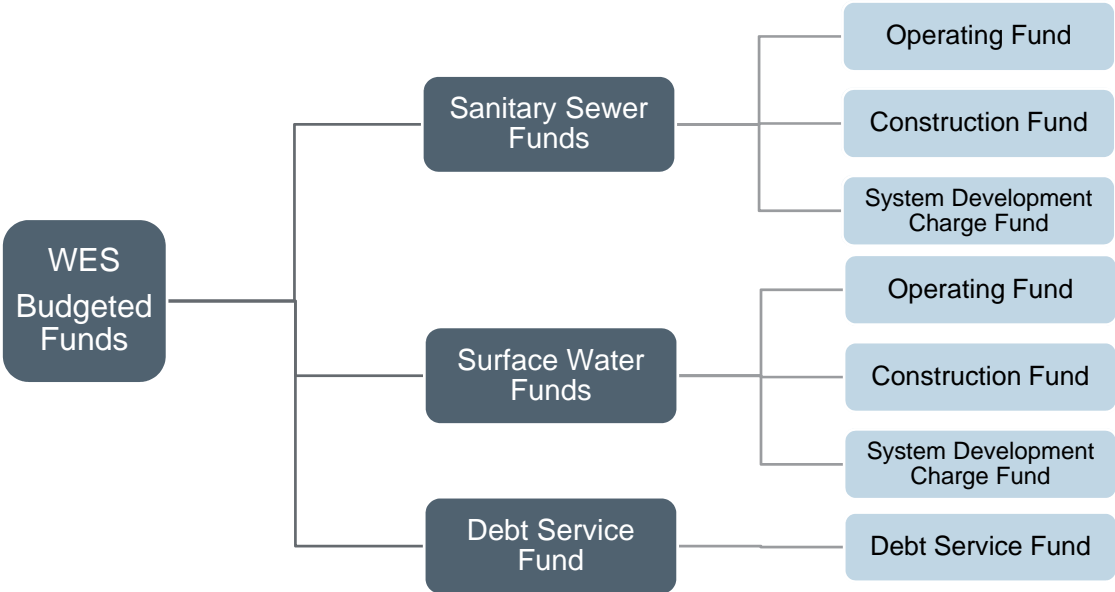 WES
Budgeted
Funds
Sanitary Sewer
Funds
Operating Fund
Construction Fund
System Development
Charge Fund
Surface Water
Funds
Operating Fund
Construction Fund
System Development
Charge Fund
Debt Service
Fund
Debt Service Fund